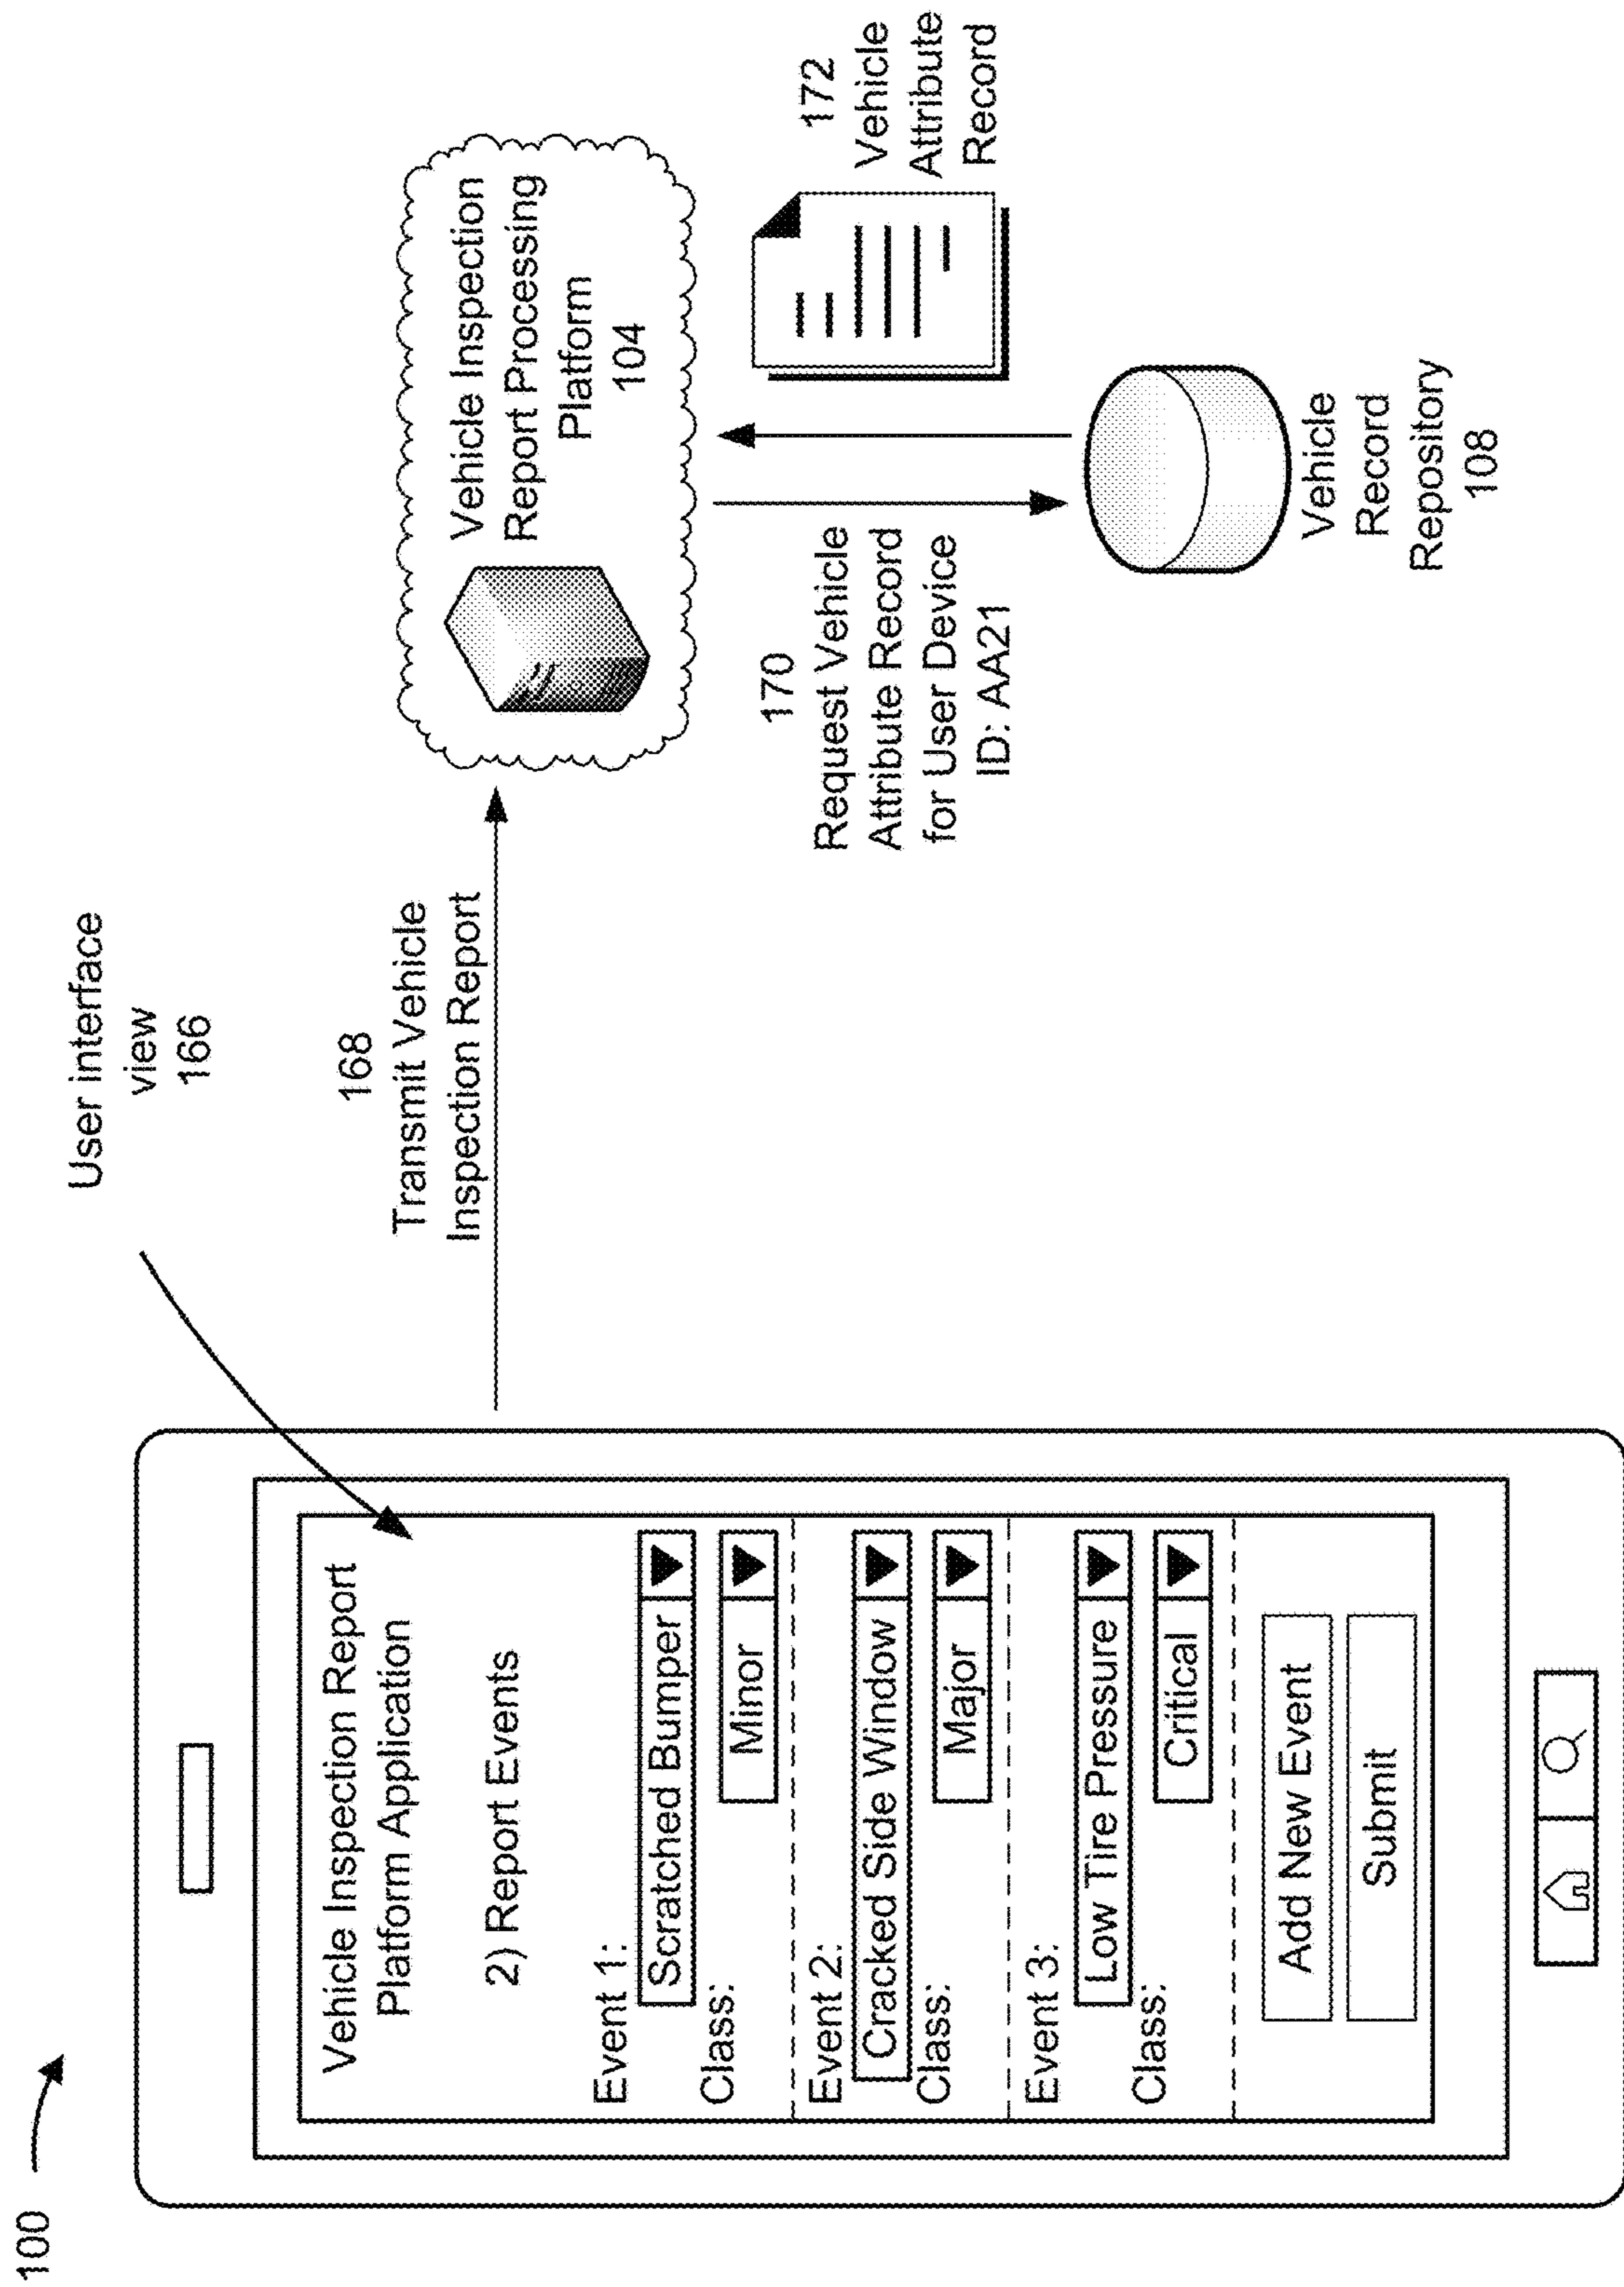 100
User interface
view
166
Vehicle Inspection Report
Platform Application
2) Report Events
Event 1:
Scratched Bumper
Class:
Minor
Event 2:
Cracked Side Window
Class:
Major
Event 3:
Low Tire Pressure
Class:
Critical
Add New Event
Submit
168
Transmit Vehicle
Inspection Report
Vehicle Inspection
Report Processing
Platform
104
170
Request Vehicle
Attribute Record
for User Device
ID: AA21
172
Vehicle
Attribute
Record
Vehicle
Record
Repository
108